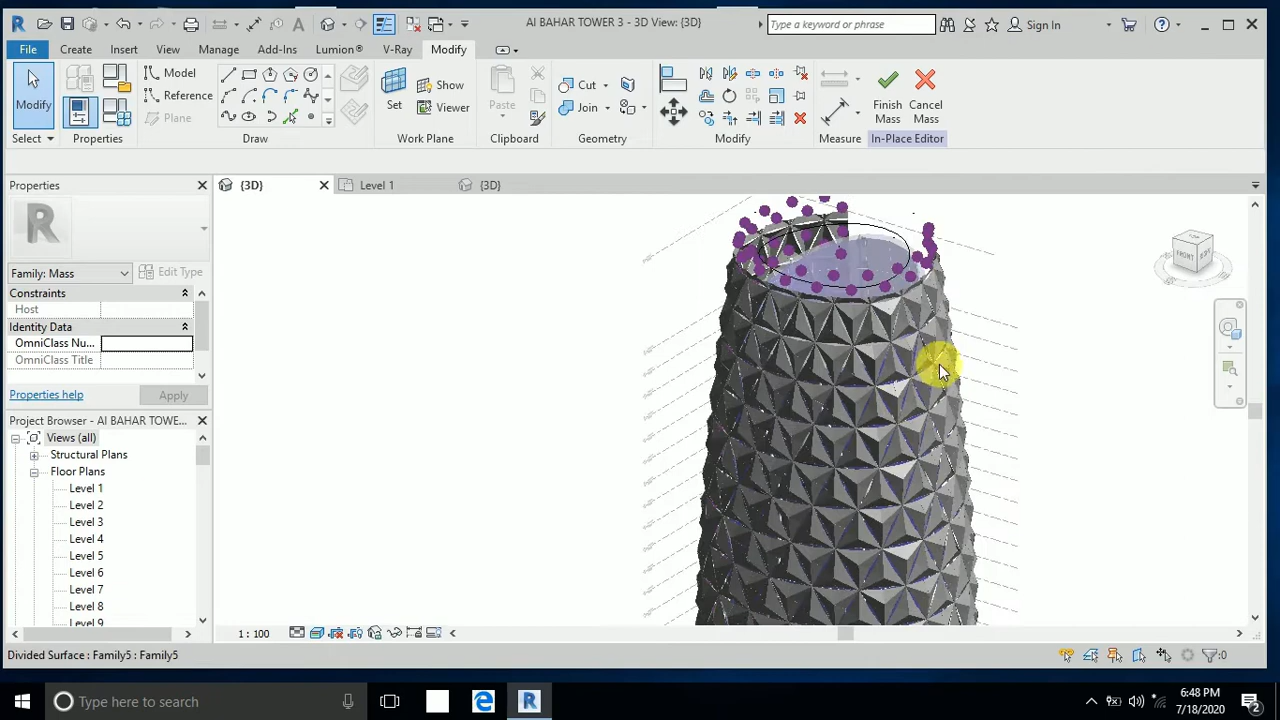 AI BAHAR TOWER 3 - 3D View: {3D}
Type a keyword or phrase
Sign In
File
Create
Insert
View
Manage
Add-Ins
Lumion®
V-Ray
Modify
Modify
Model
Reference
Plane
Set
Show
Viewer
Paste
Cut
Join
Finish
Mass
Cancel
Mass
Select
Properties
Draw
Work Plane
Clipboard
Geometry
Modify
Measure
In-Place Editor
Properties
{3D}
Level 1
{3D}
R
Family: Mass
Edit Type
Constraints
Host
Identity Data
OmniClass Nu...
OmniClass Title
Properties help
Apply
Project Browser - AI BAHAR TOWE...
Views (all)
Structural Plans
Floor Plans
Level 1
Level 2
Level 3
Level 4
Level 5
Level 6
Level 7
Level 8
Level 9
FRONT
1 : 100
Divided Surface : Family5 : Family5
:0
Type here to search
6:48 PM
7/18/2020
2